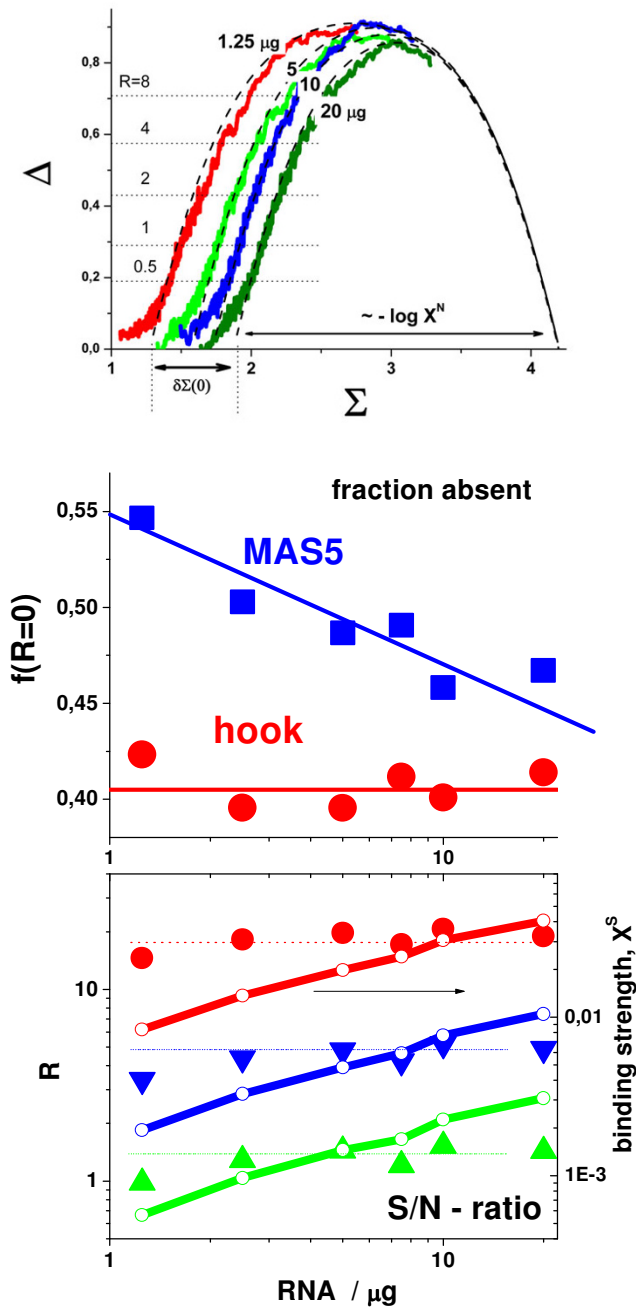 0,8
1.25 µg
5
10
20 µg
R=8
0,6
4
Δ
0,4
2
1
0,2
0.5
~ - log X^N
0,0
1
2
3
4
δΣ(0)
Σ
fraction absent
0,55
MAS5
f(R=0)
0,50
0,45
hook
0,40
1
10
10
R
1
0,01
binding strength, X^S
1E-3
S/N - ratio
1
10
RNA / µg